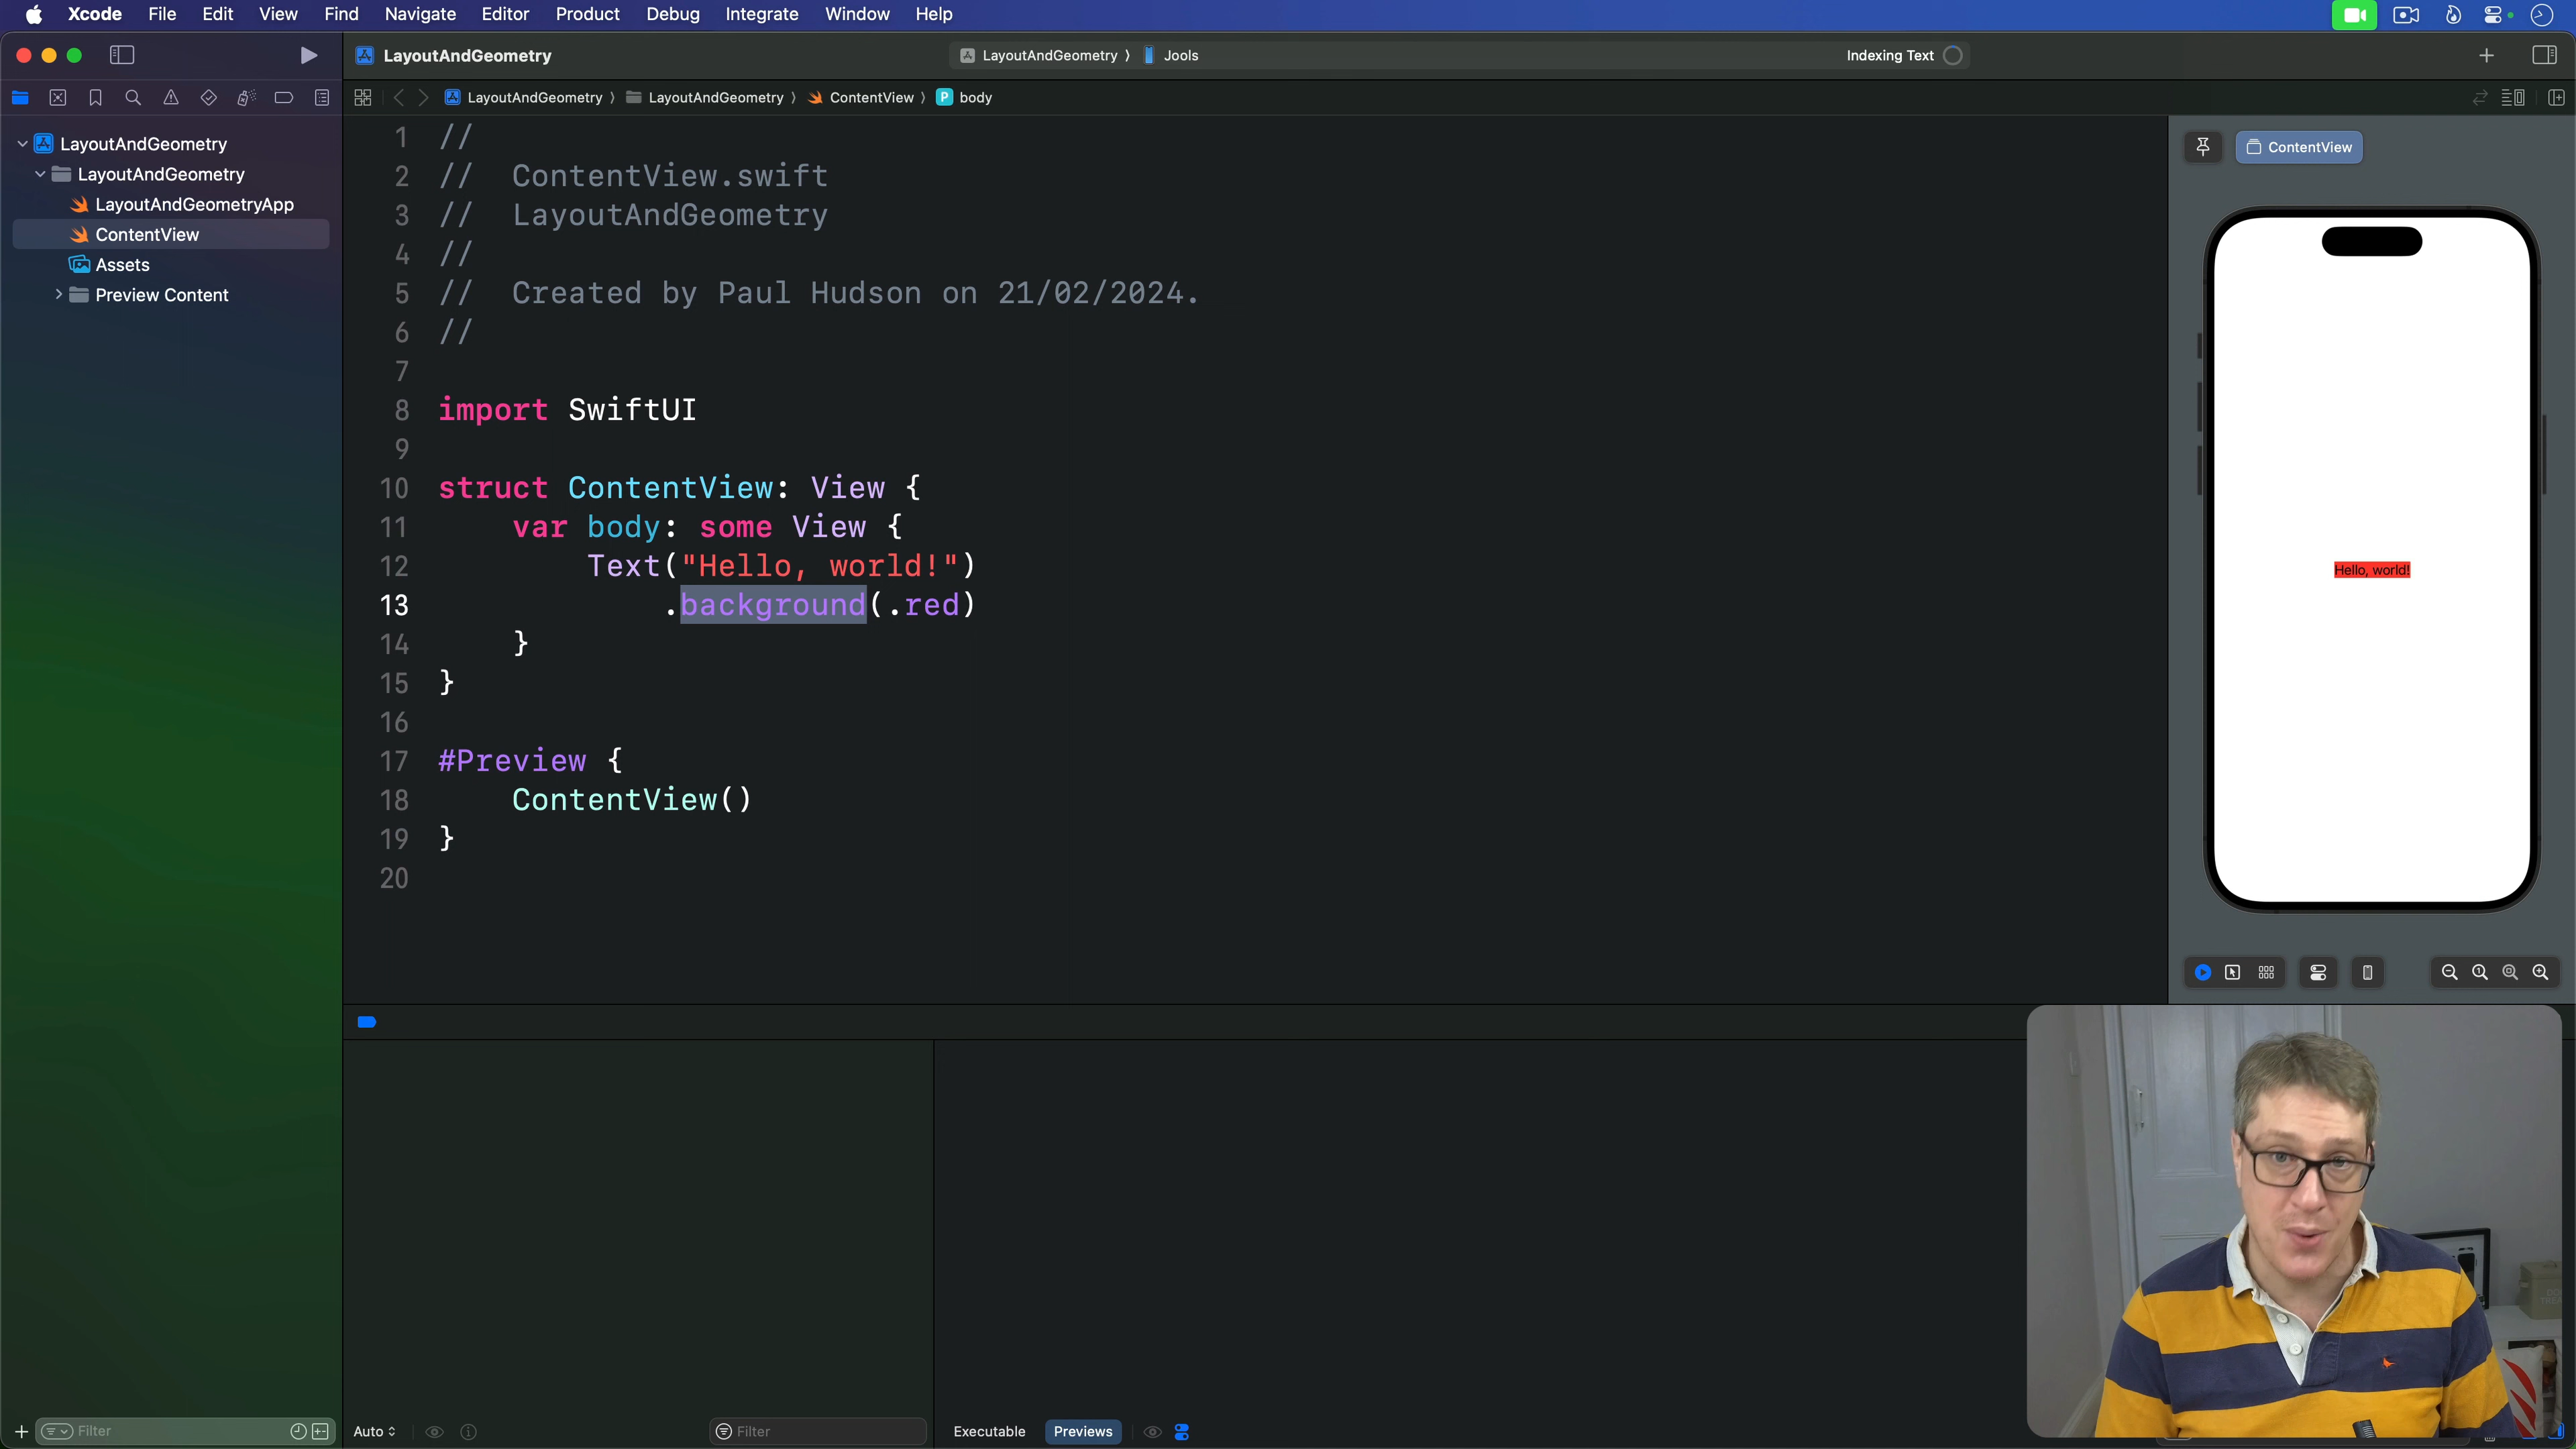 Xcode File Edit View Find Navigate Editor Product Debug Integrate Window Help
LayoutAndGeometry
LayoutAndGeometry ⟩ Jools
Indexing Text
LayoutAndGeometry ⟩ LayoutAndGeometry ⟩ ContentView ⟩ P body
LayoutAndGeometry
LayoutAndGeometry
LayoutAndGeometryApp
ContentView
Assets
Preview Content
1 //
2 //  ContentView.swift
3 //  LayoutAndGeometry
4 //
5 //  Created by Paul Hudson on 21/02/2024.
6 //
7
8 import SwiftUI
9
10 struct ContentView: View {
11     var body: some View {
12         Text("Hello, world!")
13             .background(.red)
14     }
15 }
16
17 #Preview {
18     ContentView()
19 }
20
ContentView
Hello, world!
Filter
Auto
Filter
Executable Previews